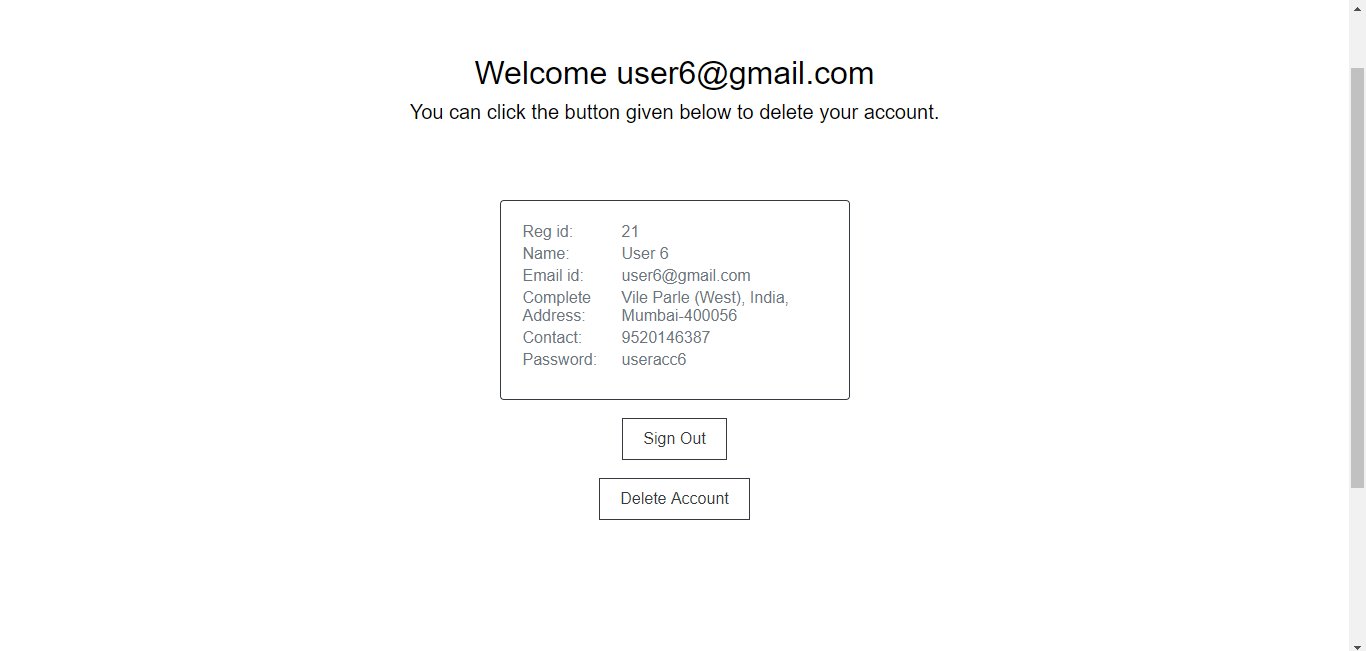 Welcome user6@gmail.com
You can click the button given below to delete your account.
Reg id: 21
Name: User 6
Email id: user6@gmail.com
Complete Address: Vile Parle (West), India, Mumbai-400056
Contact: 9520146387
Password: useracc6
Sign Out
Delete Account